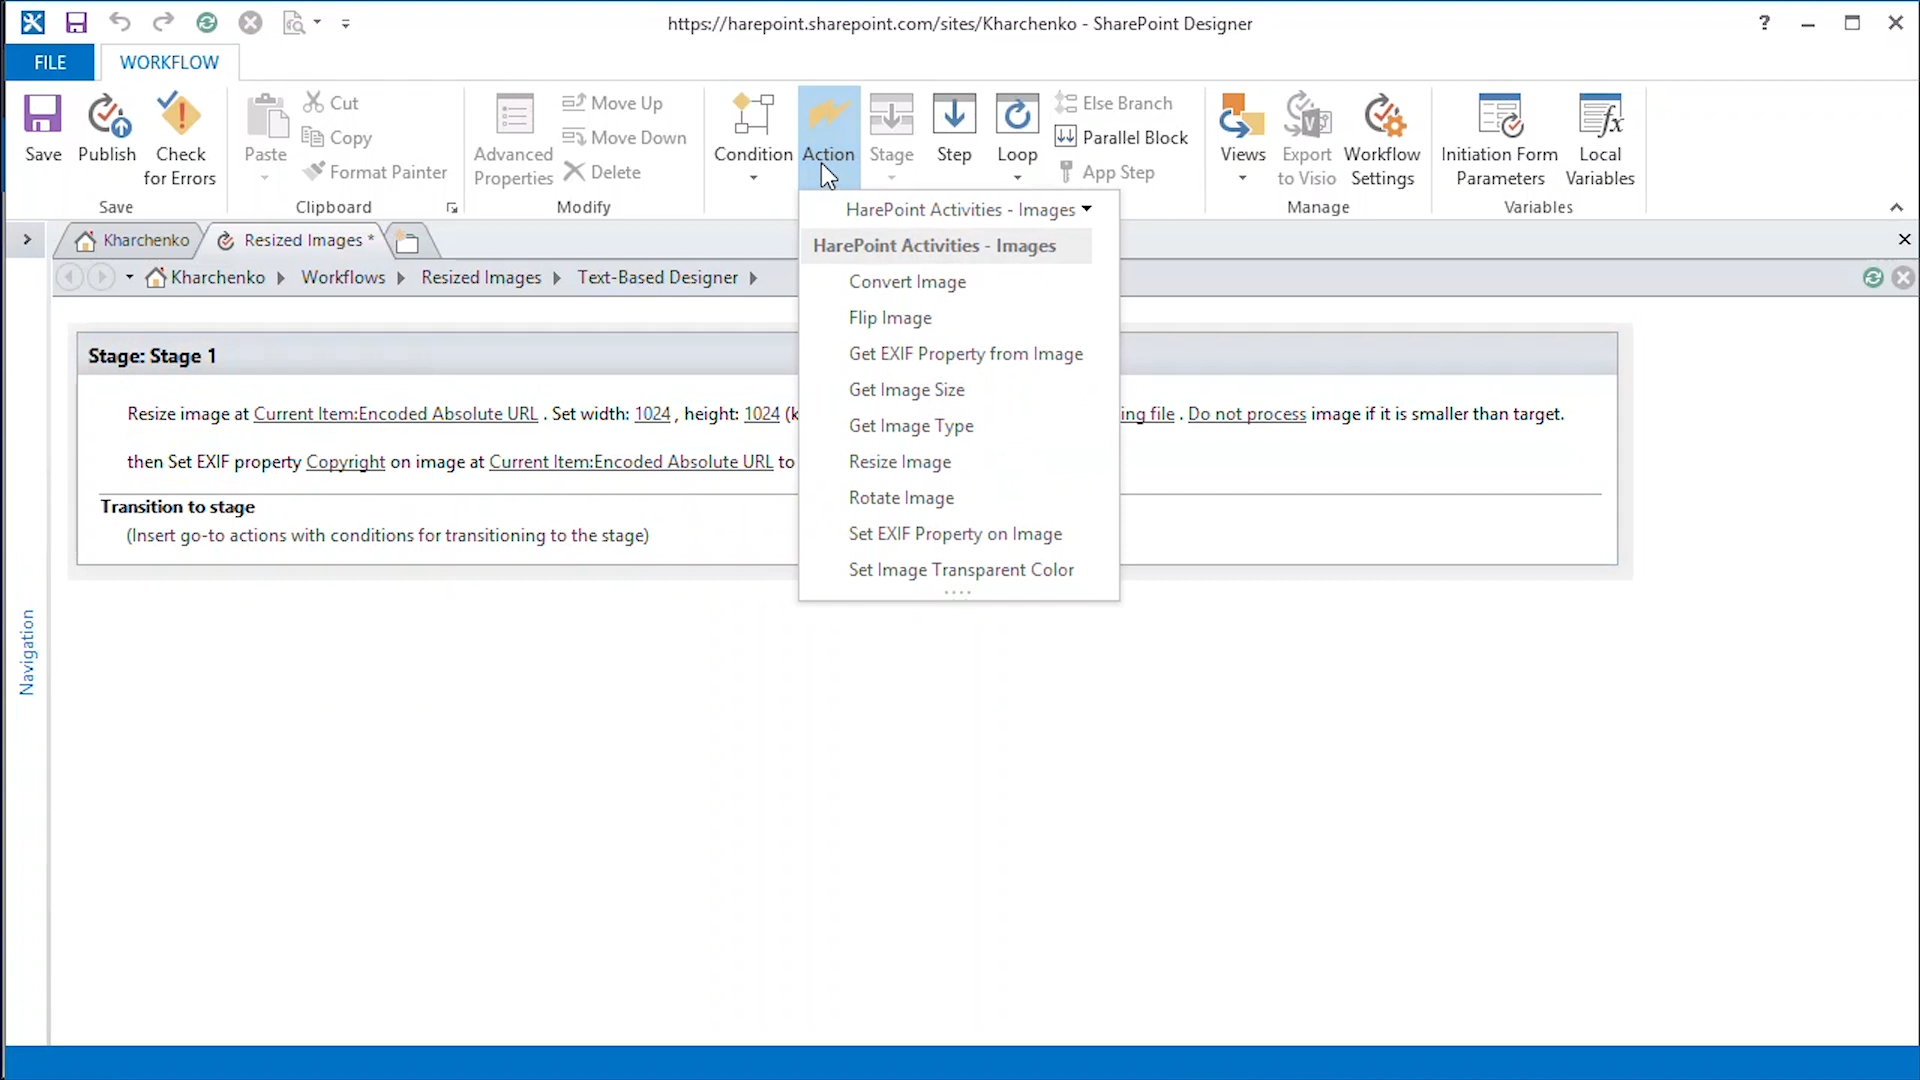 https://harepoint.sharepoint.com/sites/Kharchenko - SharePoint Designer
?
FILE
WORKFLOW
Save
Publish
Check
for Errors
Save
Paste
Cut
Copy
Format Painter
Clipboard
Advanced
Properties
Move Up
Move Down
Delete
Modify
Condition
Action
Stage
Step
Loop
Else Branch
Parallel Block
App Step
Views
Export
to Visio
Workflow
Settings
Manage
Initiation Form
Parameters
Local
Variables
Variables
Kharchenko
Resized Images *
Kharchenko
Workflows
Resized Images
Text-Based Designer
HarePoint Activities - Images
HarePoint Activities - Images
Convert Image
Flip Image
Get EXIF Property from Image
Get Image Size
Get Image Type
Resize Image
Rotate Image
Set EXIF Property on Image
Set Image Transparent Color
Stage: Stage 1
Resize image at Current Item:Encoded Absolute URL . Set width: 1024 , height: 1024 (k ing file . Do not process image if it is smaller than target.
then Set EXIF property Copyright on image at Current Item:Encoded Absolute URL to
Transition to stage
(Insert go-to actions with conditions for transitioning to the stage)
Navigation